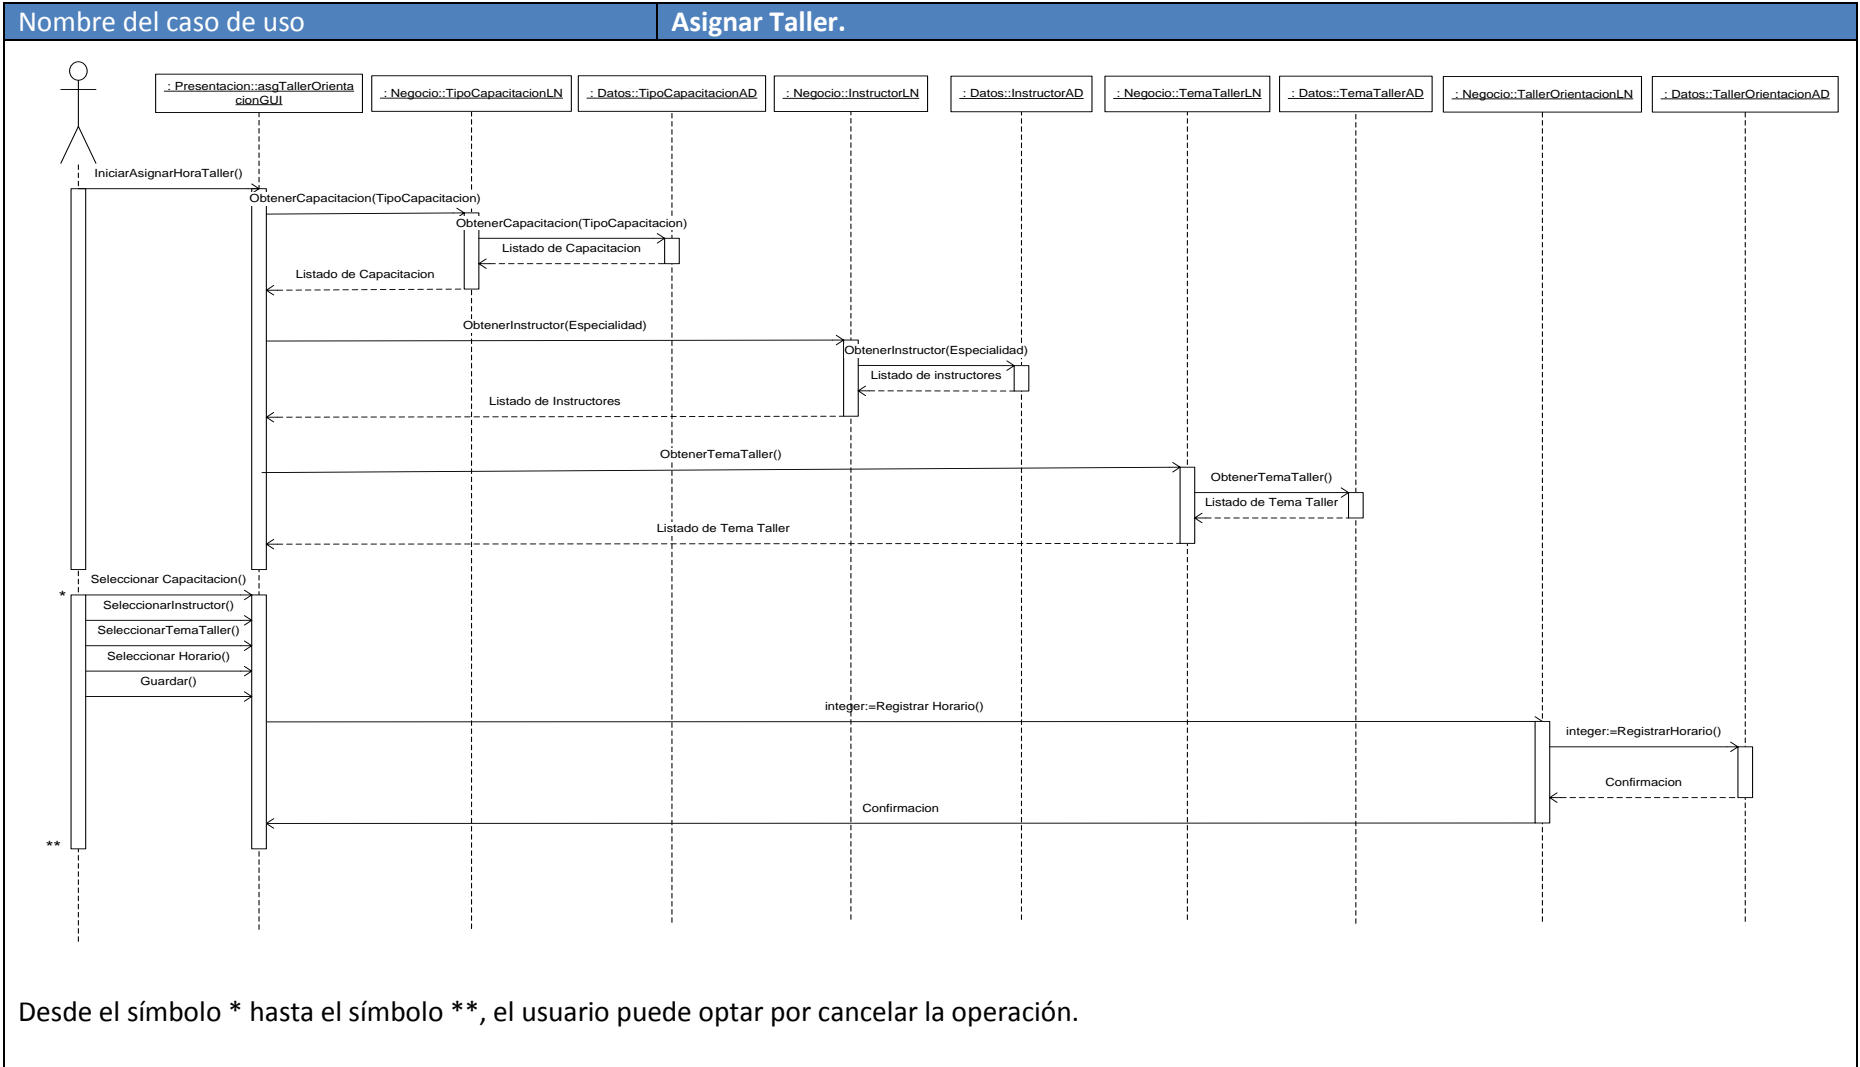 Nombre del caso de uso
Asignar Taller.
: Presentacion::asgTallerOrienta
cionGUI
: Negocio::TipoCapacitacionLN
: Datos::TipoCapacitacionAD
: Negocio::InstructorLN
: Datos::InstructorAD
: Negocio::TemaTallerLN
: Datos::TemaTallerAD
: Negocio::TallerOrientacionLN
: Datos::TallerOrientacionAD
IniciarAsignarHoraTaller()
ObtenerCapacitacion(TipoCapacitacion)
ObtenerCapacitacion(TipoCapacitacion)
Listado de Capacitacion
Listado de Capacitacion
ObtenerInstructor(Especialidad)
ObtenerInstructor(Especialidad)
Listado de instructores
Listado de Instructores
ObtenerTemaTaller()
ObtenerTemaTaller()
Listado de Tema Taller
Listado de Tema Taller
Seleccionar Capacitacion()
*
SeleccionarInstructor()
SeleccionarTemaTaller()
Seleccionar Horario()
Guardar()
integer:=Registrar Horario()
integer:=RegistrarHorario()
Confirmacion
Confirmacion
**
Desde el símbolo * hasta el símbolo **, el usuario puede optar por cancelar la operación.